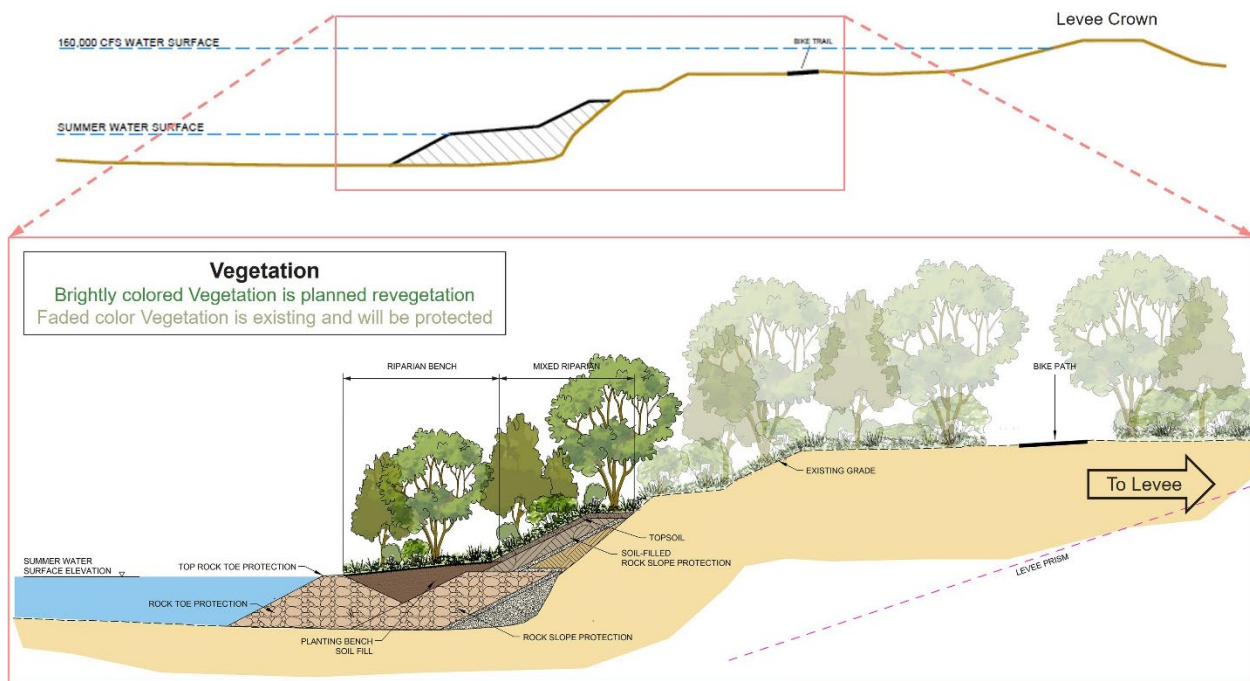 Levee Crown
160,000 CFS WATER SURFACE
BIKE TRAIL
SUMMER WATER SURFACE
Vegetation
Brightly colored Vegetation is planned revegetation
Faded color Vegetation is existing and will be protected
RIPARIAN BENCH
MIXED RIPARIAN
BIKE PATH
EXISTING GRADE
To Levee
TOPSOIL
SOIL-FILLED
ROCK SLOPE PROTECTION
SUMMER WATER
SURFACE ELEVATION
TOP ROCK TOE PROTECTION
LEVEE PRISM
ROCK TOE PROTECTION
PLANTING BENCH
SOIL FILL
ROCK SLOPE PROTECTION